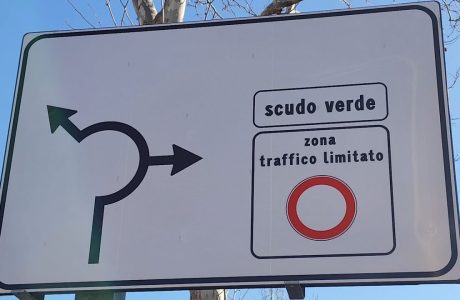 scudo verde
zona
traffico limitato